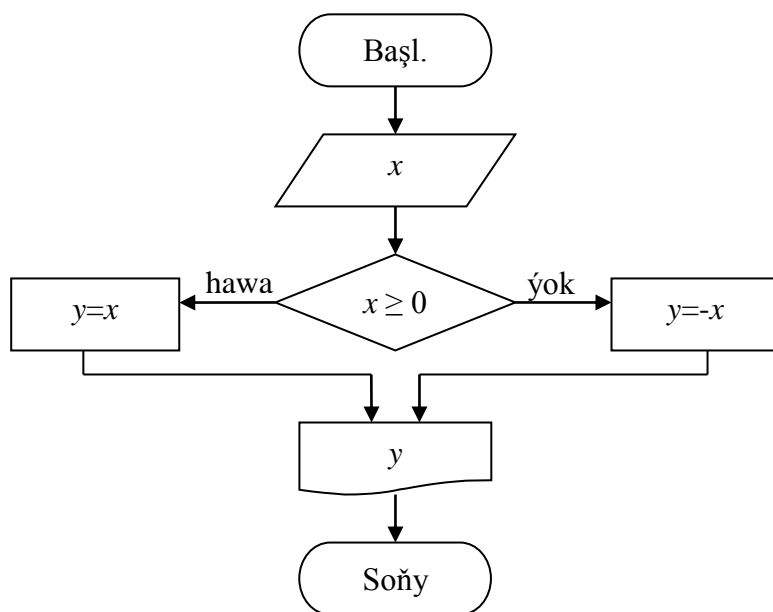 Başl.
x
hawa
x ≥ 0
ýok
y=x
y=-x
y
Soňy